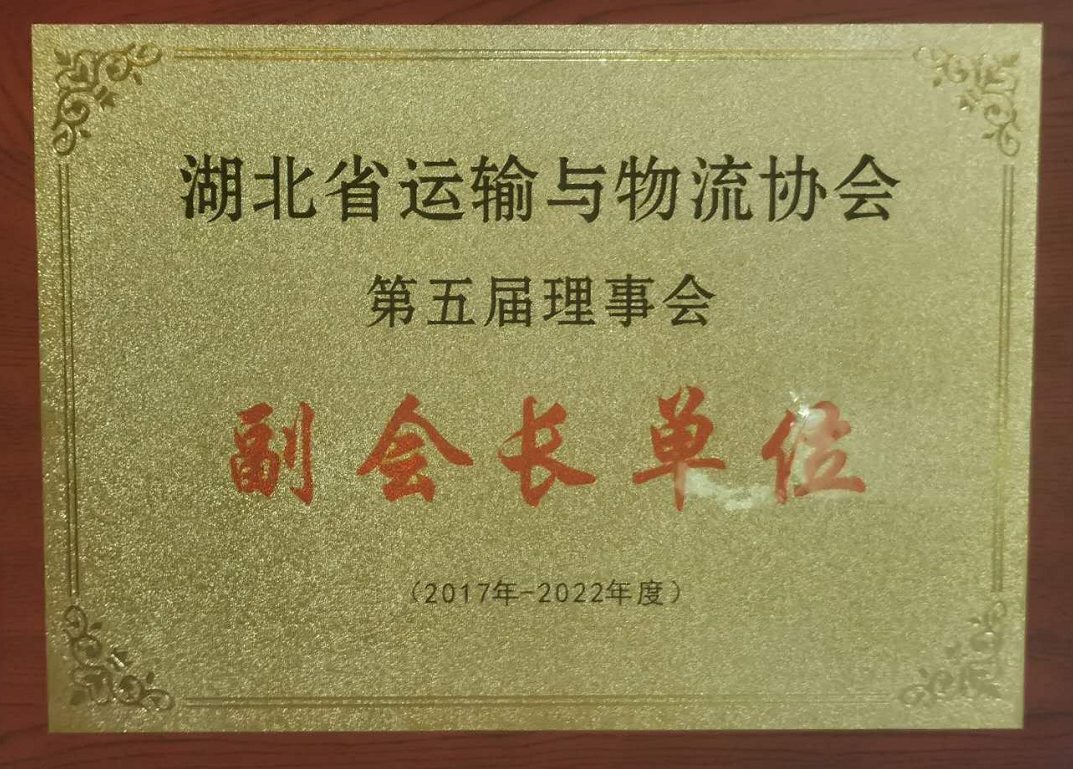 湖北省运输与物流协会
第五届理事会
副会长单位
（2017年-2022年度）